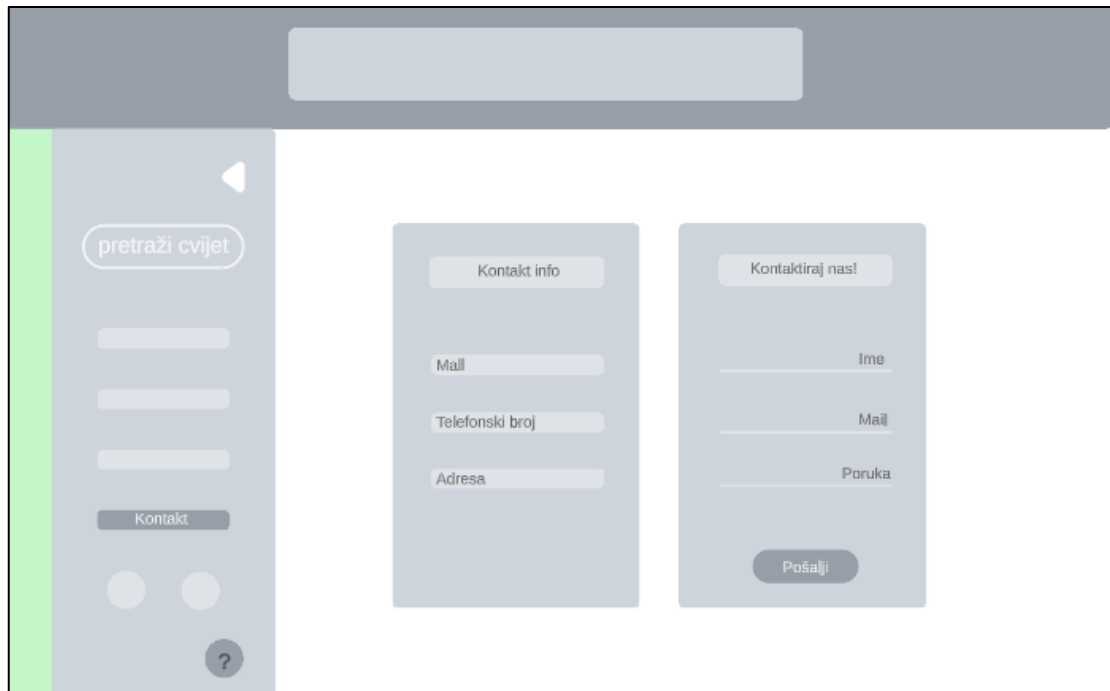 pretraži cvijet
Kontakt
?
Kontakt info
Mail
Telefonski broj
Adresa
Kontaktiraj nas!
Ime
Mail
Poruka
Pošalji